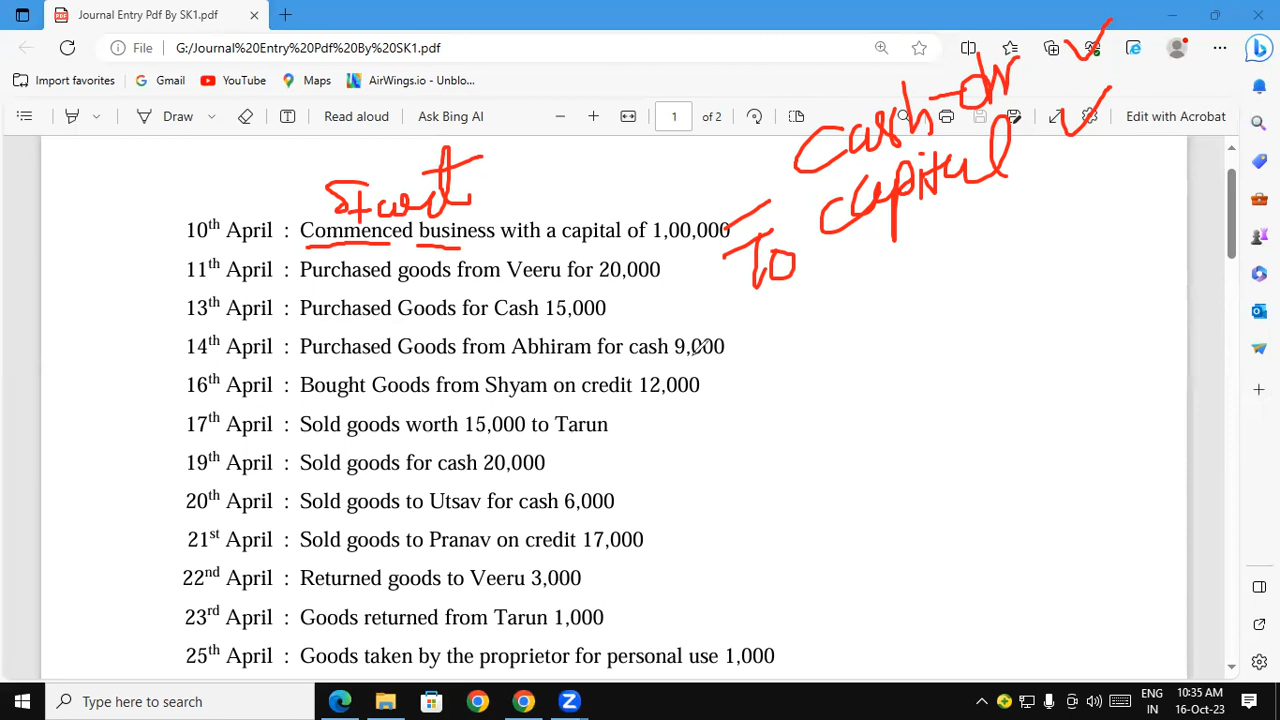 Journal Entry Pdf By SK1.pdf
File G:/Journal%20Entry%20Pdf%20By%20SK1.pdf
Import favorites Gmail YouTube Maps AirWings.io - Unblo...
Draw Read aloud Ask Bing AI 1 of 2 Edit with Acrobat
Cash-dr
To capital
Start
10th April : Commenced business with a capital of 1,00,000
11th April : Purchased goods from Veeru for 20,000
13th April : Purchased Goods for Cash 15,000
14th April : Purchased Goods from Abhiram for cash 9,000
16th April : Bought Goods from Shyam on credit 12,000
17th April : Sold goods worth 15,000 to Tarun
19th April : Sold goods for cash 20,000
20th April : Sold goods to Utsav for cash 6,000
21st April : Sold goods to Pranav on credit 17,000
22nd April : Returned goods to Veeru 3,000
23rd April : Goods returned from Tarun 1,000
25th April : Goods taken by the proprietor for personal use 1,000
Type here to search
ENG
IN
10:35 AM
16-Oct-23